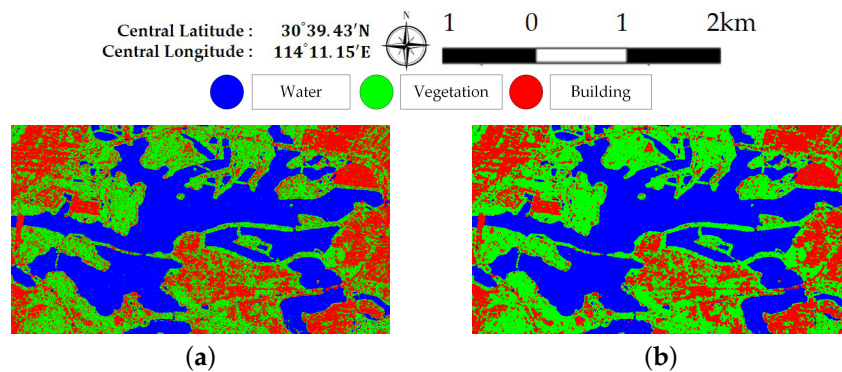 Central Latitude : 30°39.43′N
Central Longitude : 114°11.15′E
N
1 0 1 2km
Water Vegetation Building
(a) (b)